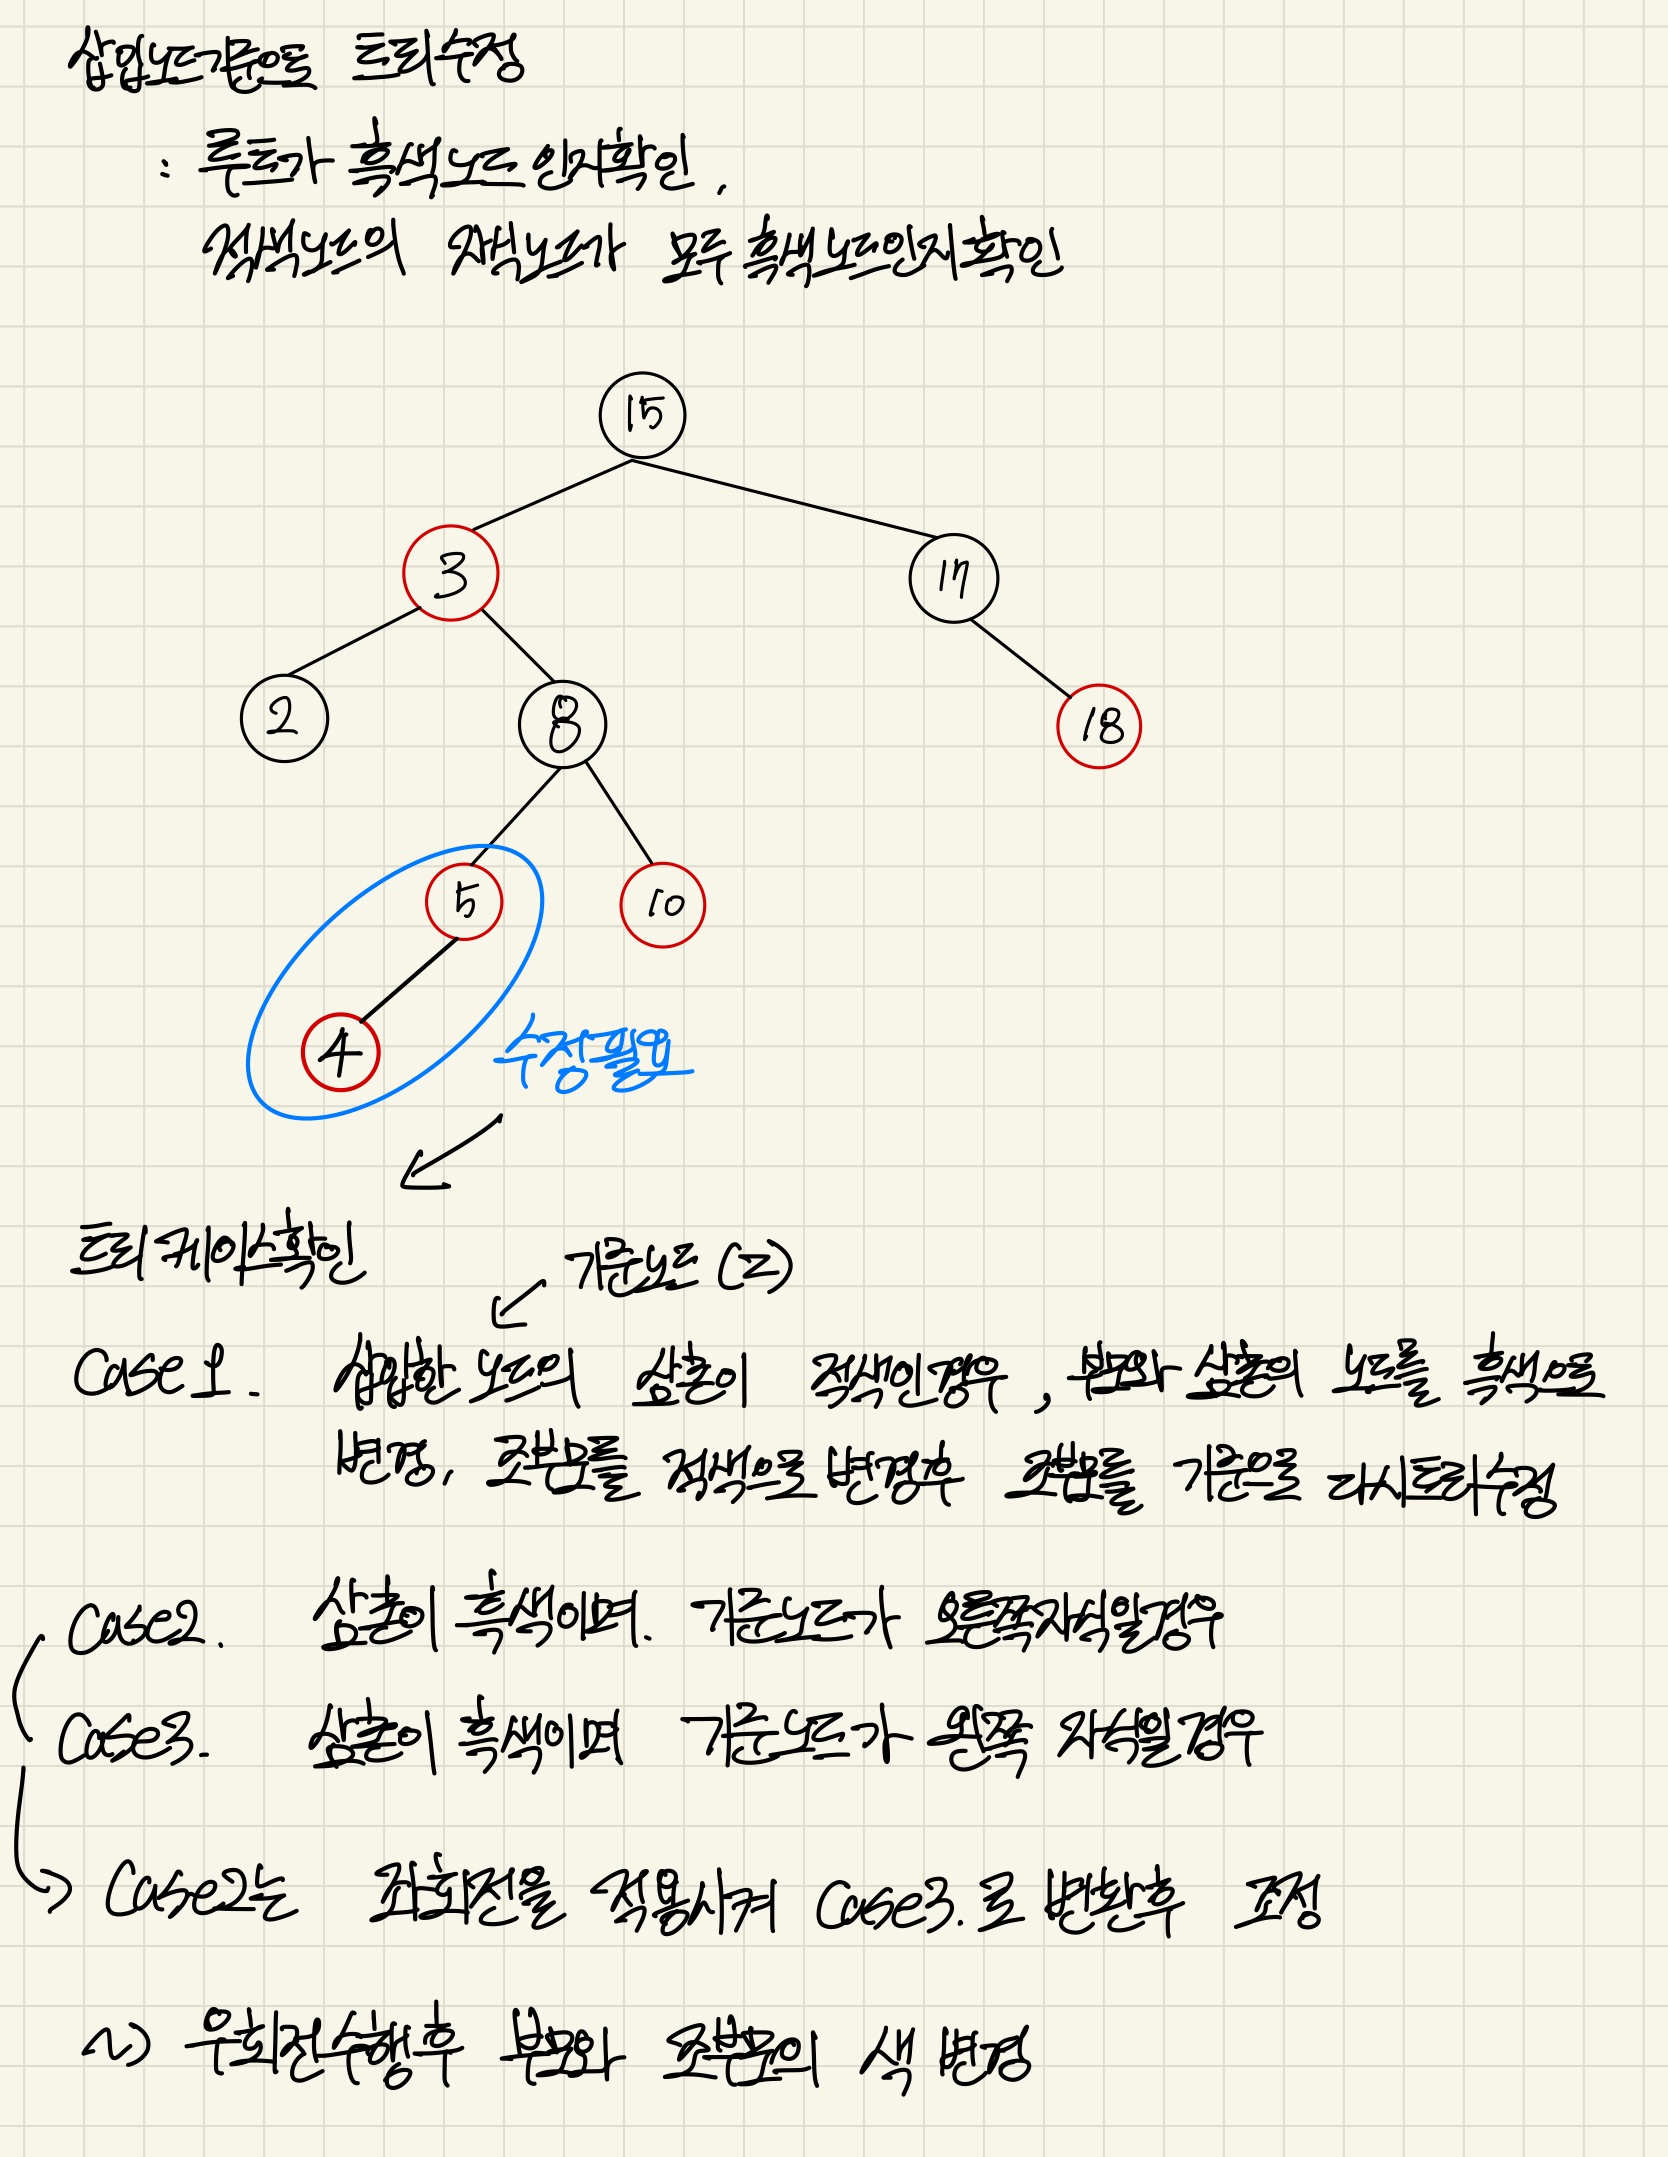 삽입노드기준으로 트리수정
: 루트가 흑색노드인지확인,
적색노드의 자식노드가 모두 흑색노드인지확인
15
3
17
2
8
18
5
10
4
수정필요
트리케이스확인
기준노드 (z)
Case 1. 삽입한 노드의 삼촌이 적색인경우, 부모와 삼촌의 노드를 흑색으로
변경, 조부모를 적색으로 변경후 조부모를 기준으로 다시트리수정
Case2. 삼촌이 흑색이며. 기준노드가 오른쪽자식일경우
Case3. 삼촌이 흑색이며 기준노드가 왼쪽 자식일경우
Case2는 좌회전을 적용시켜 Case3.로 변환후 조정
~) 우회전수행후 부모와 조부모의 색 변경